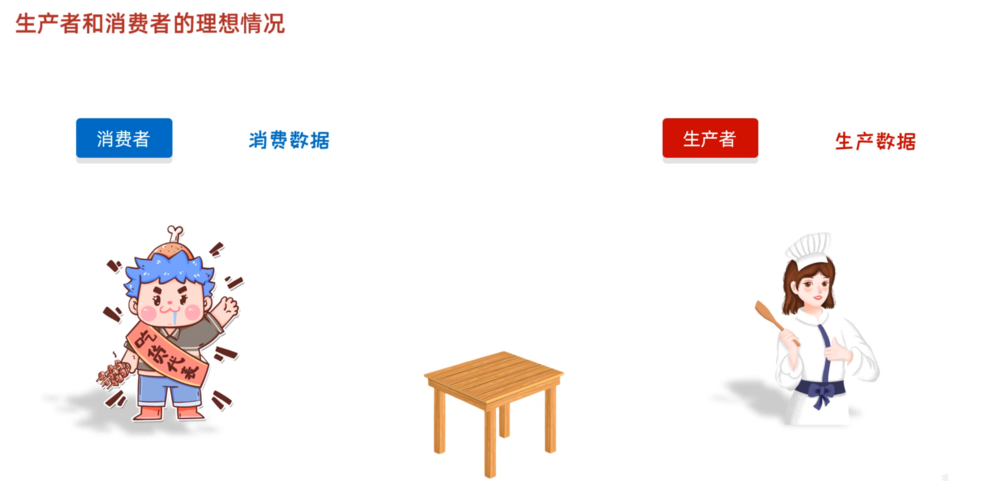 生产者和消费者的理想情况
消费者
消费数据
生产者
生产数据
吃货代表